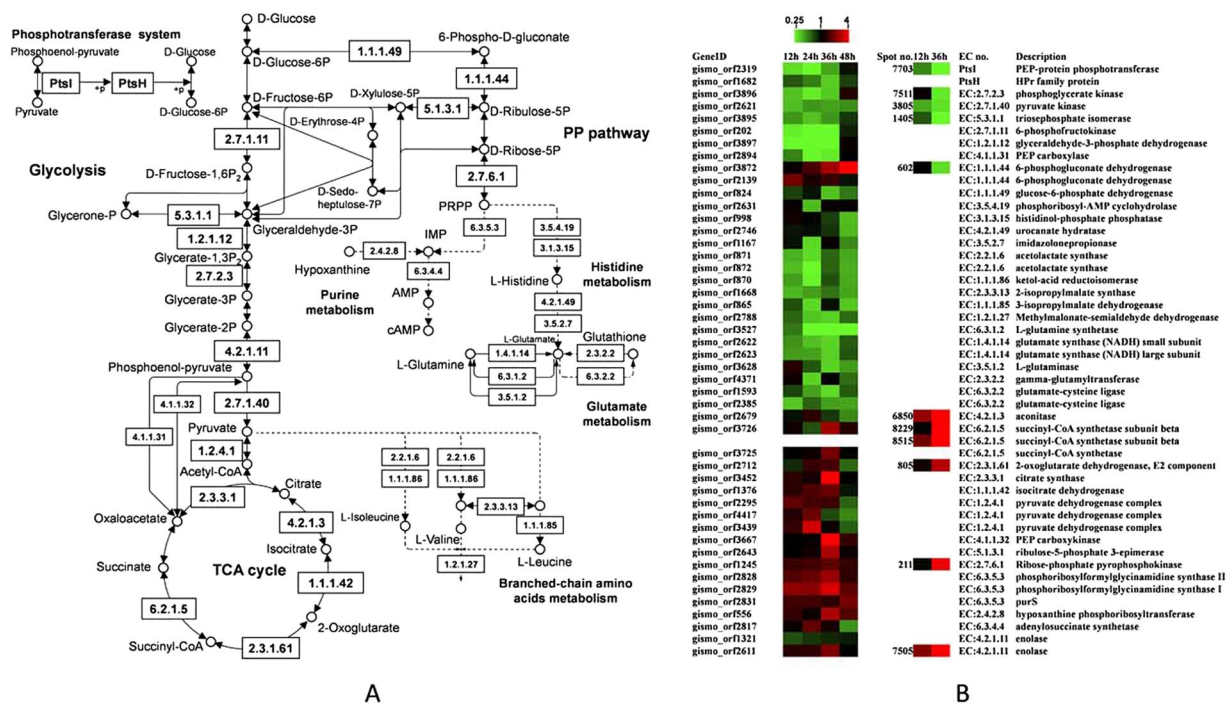 Phosphotransferase system
Phosphoenol-pyruvate
D-Glucose
PtsI
PtsH
+p
+p
Pyruvate
D-Glucose-6P
D-Glucose
1.1.1.49
6-Phospho-D-gluconate
D-Glucose-6P
1.1.1.44
D-Fructose-6P
D-Xylulose-5P
5.1.3.1
D-Ribulose-5P
D-Erythrose-4P
PP pathway
2.7.1.11
D-Ribose-5P
Glycolysis
D-Fructose-1,6P2
D-Sedo-
heptulose-7P
2.7.6.1
Glycerone-P
5.3.1.1
PRPP
Glyceraldehyde-3P
1.2.1.12
6.3.5.3
3.5.4.19
IMP
3.1.3.15
Glycerate-1,3P2
2.4.2.8
Hypoxanthine
6.3.4.4
2.7.2.3
Histidine
metabolism
L-Histidine
Glycerate-3P
Purine
metabolism
AMP
4.2.1.49
cAMP
3.5.2.7
Glycerate-2P
L-Glutamate
Glutathione
4.2.1.11
1.4.1.14
2.3.2.2
L-Glutamine
6.3.1.2
6.3.2.2
3.5.1.2
Glutamate
metabolism
Phosphoenol-pyruvate
4.1.1.32
2.7.1.40
4.1.1.31
Pyruvate
1.2.4.1
2.2.1.6
2.2.1.6
Acetyl-CoA
1.1.1.86
1.1.1.86
2.3.3.1
Citrate
2.3.3.13
Oxaloacetate
4.2.1.3
L-Isoleucine
1.1.1.85
L-Valine
Isocitrate
L-Leucine
Succinate
TCA cycle
1.2.1.27
1.1.1.42
Branched-chain amino
acids metabolism
6.2.1.5
2-Oxoglutarate
Succinyl-CoA
2.3.1.61
A
0.25 1 4
GeneID 12h 24h 36h 48h Spot no. 12h 36h EC no. Description
gismo_orf2319 7703 PtsI PEP-protein phosphotransferase
gismo_orf1682 PtsH HPr family protein
gismo_orf3896 7511 EC:2.7.2.3 phosphoglycerate kinase
gismo_orf2621 3805 EC:2.7.1.40 pyruvate kinase
gismo_orf3895 1405 EC:5.3.1.1 triosephosphate isomerase
gismo_orf202 EC:2.7.1.11 6-phosphofructokinase
gismo_orf3897 EC:1.2.1.12 glyceraldehyde-3-phosphate dehydrogenase
gismo_orf2894 EC:4.1.1.31 PEP carboxylase
gismo_orf3872 602 EC:1.1.1.44 6-phosphogluconate dehydrogenase
gismo_orf2139 EC:1.1.1.44 6-phosphogluconate dehydrogenase
gismo_orf824 EC:1.1.1.49 glucose-6-phosphate dehydrogenase
gismo_orf2631 EC:3.5.4.19 phosphoribosyl-AMP cyclohydrolase
gismo_orf998 EC:3.1.3.15 histidinol-phosphate phosphatase
gismo_orf2746 EC:4.2.1.49 urocanate hydratase
gismo_orf1167 EC:3.5.2.7 imidazolonepropionase
gismo_orf871 EC:2.2.1.6 acetolactate synthase
gismo_orf872 EC:2.2.1.6 acetolactate synthase
gismo_orf870 EC:1.1.1.86 ketol-acid reductoisomerase
gismo_orf1668 EC:2.3.3.13 2-isopropylmalate synthase
gismo_orf865 EC:1.1.1.85 3-isopropylmalate dehydrogenase
gismo_orf2788 EC:1.2.1.27 Methylmalonate-semialdehyde dehydrogenase
gismo_orf3527 EC:6.3.1.2 L-glutamine synthetase
gismo_orf2622 EC:1.4.1.14 glutamate synthase (NADH) small subunit
gismo_orf2623 EC:1.4.1.14 glutamate synthase (NADH) large subunit
gismo_orf3628 EC:3.5.1.2 L-glutaminase
gismo_orf4371 EC:2.3.2.2 gamma-glutamyltransferase
gismo_orf1593 EC:6.3.2.2 glutamate-cysteine ligase
gismo_orf2385 EC:6.3.2.2 glutamate-cysteine ligase
gismo_orf2679 6850 EC:4.2.1.3 aconitase
gismo_orf3726 8229 EC:6.2.1.5 succinyl-CoA synthetase subunit beta
8515 EC:6.2.1.5 succinyl-CoA synthetase subunit beta
gismo_orf3725 EC:6.2.1.5 succinyl-CoA synthetase
gismo_orf2712 805 EC:2.3.1.61 2-oxoglutarate dehydrogenase, E2 component
gismo_orf3452 EC:2.3.3.1 citrate synthase
gismo_orf1376 EC:1.1.1.42 isocitrate dehydrogenase
gismo_orf2295 EC:1.2.4.1 pyruvate dehydrogenase complex
gismo_orf4417 EC:1.2.4.1 pyruvate dehydrogenase complex
gismo_orf3439 EC:1.2.4.1 pyruvate dehydrogenase complex
gismo_orf3667 EC:4.1.1.32 PEP carboxykinase
gismo_orf2643 EC:5.1.3.1 ribulose-5-phosphate 3-epimerase
gismo_orf1245 211 EC:2.7.6.1 Ribose-phosphate pyrophosphokinase
gismo_orf2828 EC:6.3.5.3 phosphoribosylformylglycinamidine synthase II
gismo_orf2829 EC:6.3.5.3 phosphoribosylformylglycinamidine synthase I
gismo_orf2831 EC:6.3.5.3 purS
gismo_orf556 EC:2.4.2.8 hypoxanthine phosphoribosyltransferase
gismo_orf2817 EC:6.3.4.4 adenylosuccinate synthetase
gismo_orf1321 EC:4.2.1.11 enolase
gismo_orf2611 7505 EC:4.2.1.11 enolase
B